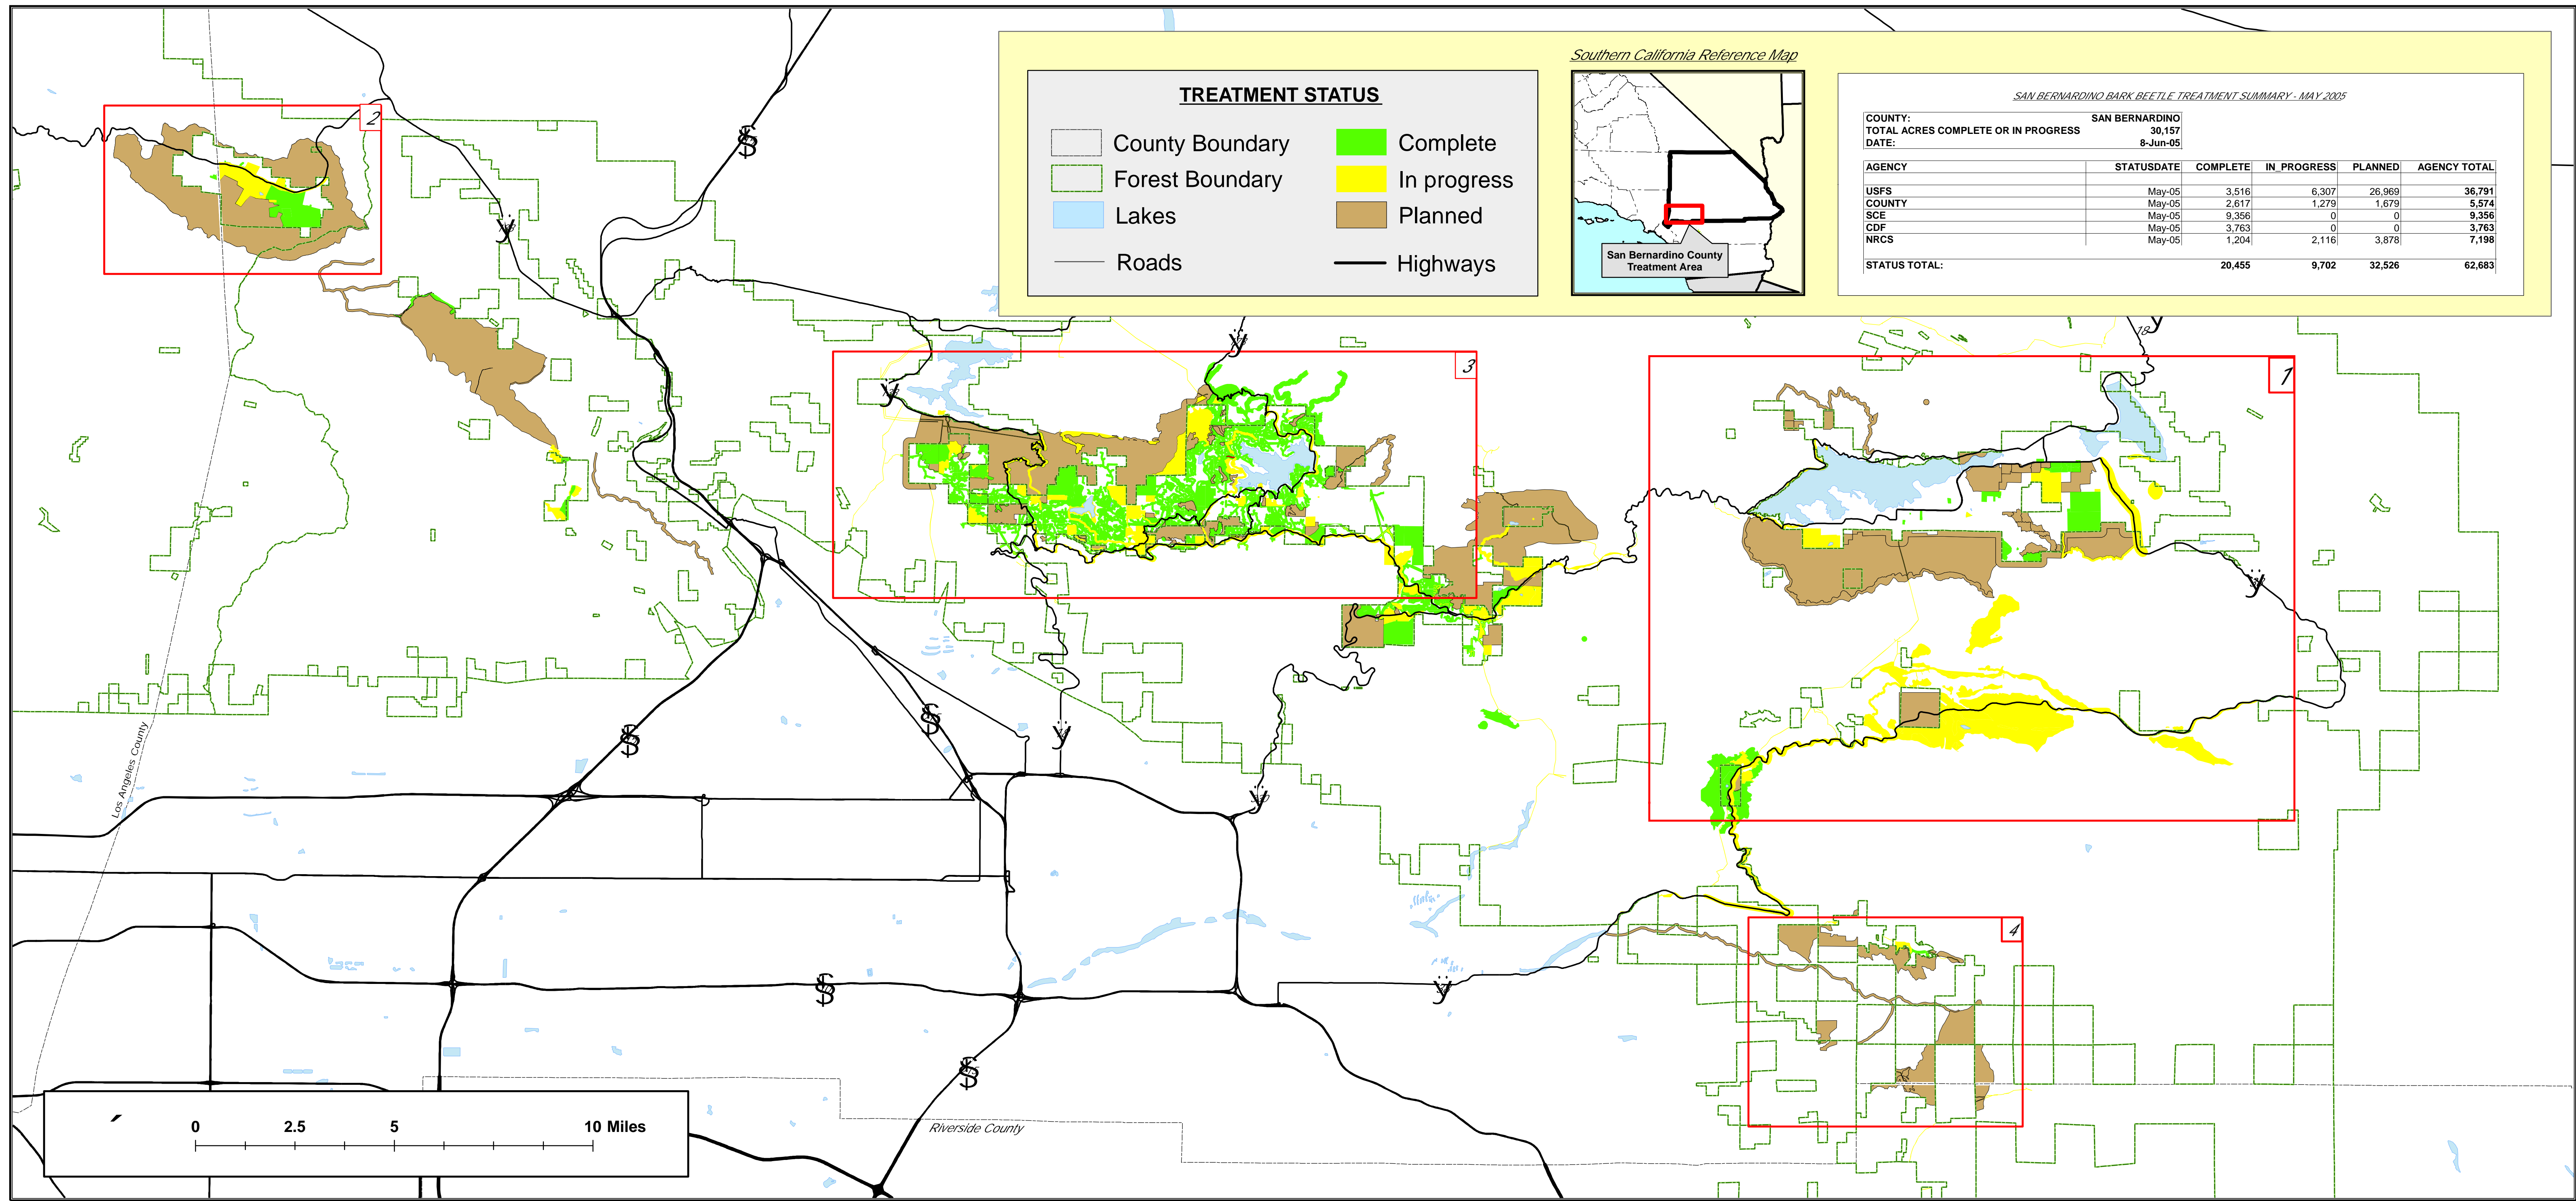 Southern California Reference Map
TREATMENT STATUS
County Boundary
Forest Boundary
Lakes
Roads
Complete
In progress
Planned
Highways
San Bernardino County
Treatment Area
SAN BERNARDINO BARK BEETLE TREATMENT SUMMARY - MAY 2005
COUNTY: SAN BERNARDINO
TOTAL ACRES COMPLETE OR IN PROGRESS 30,157
DATE: 8-Jun-05
AGENCY STATUSDATE COMPLETE IN_PROGRESS PLANNED AGENCY TOTAL
USFS May-05 3,516 6,307 26,969 36,791
COUNTY May-05 2,617 1,279 1,679 5,574
SCE May-05 9,356 0 0 9,356
CDF May-05 3,763 0 0 3,763
NRCS May-05 1,204 2,116 3,878 7,198
STATUS TOTAL: 20,455 9,702 32,526 62,683
2
18
3
1
Los Angeles County
4
0 2.5 5 10 Miles
Riverside County